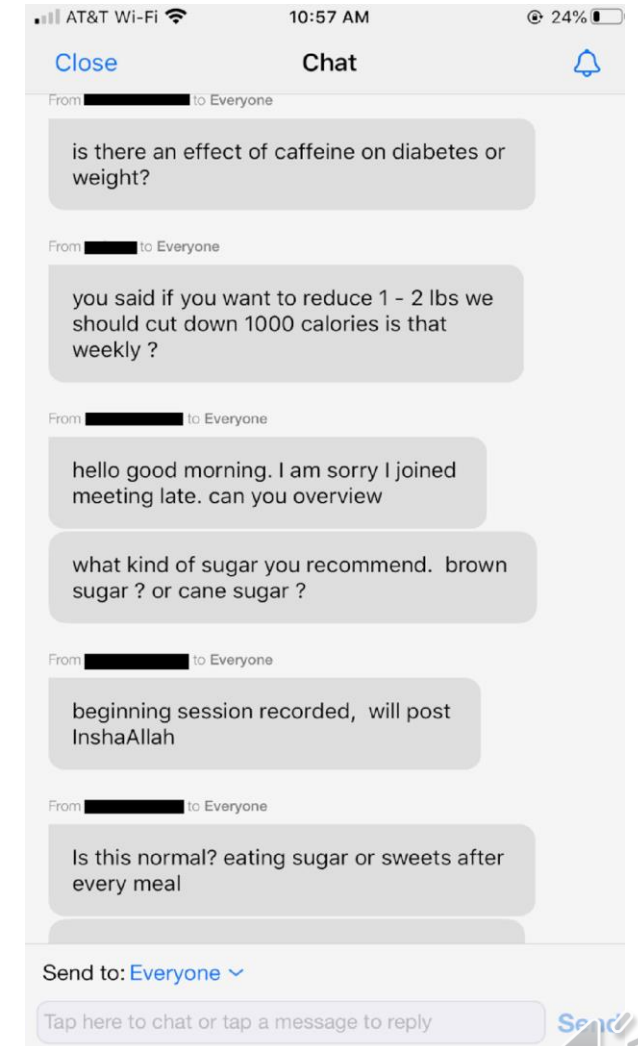 AT&T Wi-Fi 10:57 AM 24%
Close Chat
From to Everyone
is there an effect of caffeine on diabetes or
weight?
From to Everyone
you said if you want to reduce 1 - 2 lbs we
should cut down 1000 calories is that
weekly ?
From to Everyone
hello good morning. I am sorry I joined
meeting late. can you overview
what kind of sugar you recommend.  brown
sugar ? or cane sugar ?
From to Everyone
beginning session recorded,  will post
InshaAllah
From to Everyone
Is this normal? eating sugar or sweets after
every meal
Send to: Everyone
Tap here to chat or tap a message to reply Send